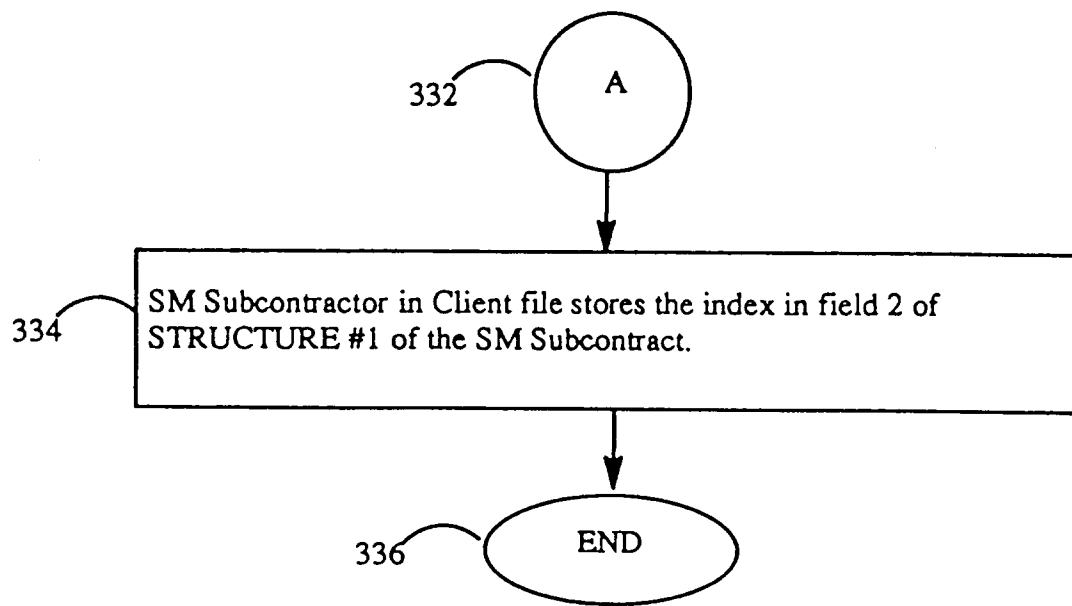 332
A
334
SM Subcontractor in Client file stores the index in field 2 of
STRUCTURE #1 of the SM Subcontract.
336
END